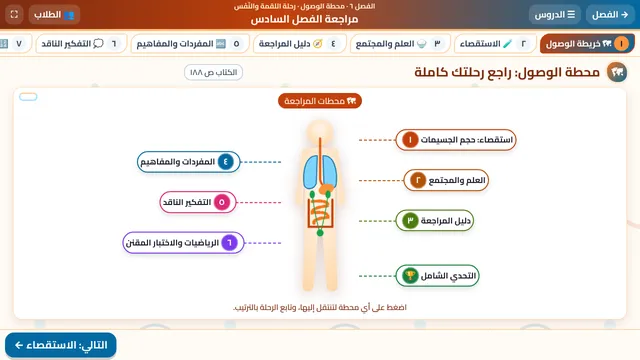 الفصل ٦ · محطة الوصول · رحلة اللقمة والنَّفَس
مراجعة الفصل السادس
→ الفصل
☰ الدروس
👥 الطلاب
١ 🗺 خريطة الوصول
٢ 🧪 الاستقصاء
٣ 🍚 العلم والمجتمع
٤ 🧭 دليل المراجعة
٥ 🔤 المفردات والمفاهيم
٦ 💭 التفكير الناقد
٧
محطة الوصول: راجع رحلتك كاملة
الكتاب ص ١٨٨
🗺 محطات المراجعة
١ استقصاء: حجم الجسيمات
٢ العلم والمجتمع
٣ دليل المراجعة
🏆 التحدي الشامل
٤ المفردات والمفاهيم
٥ التفكير الناقد
٦ الرياضيات والاختبار المقنن
اضغط على أي محطة لتنتقل إليها، وتابع الرحلة بالترتيب.
التالي: الاستقصاء ←